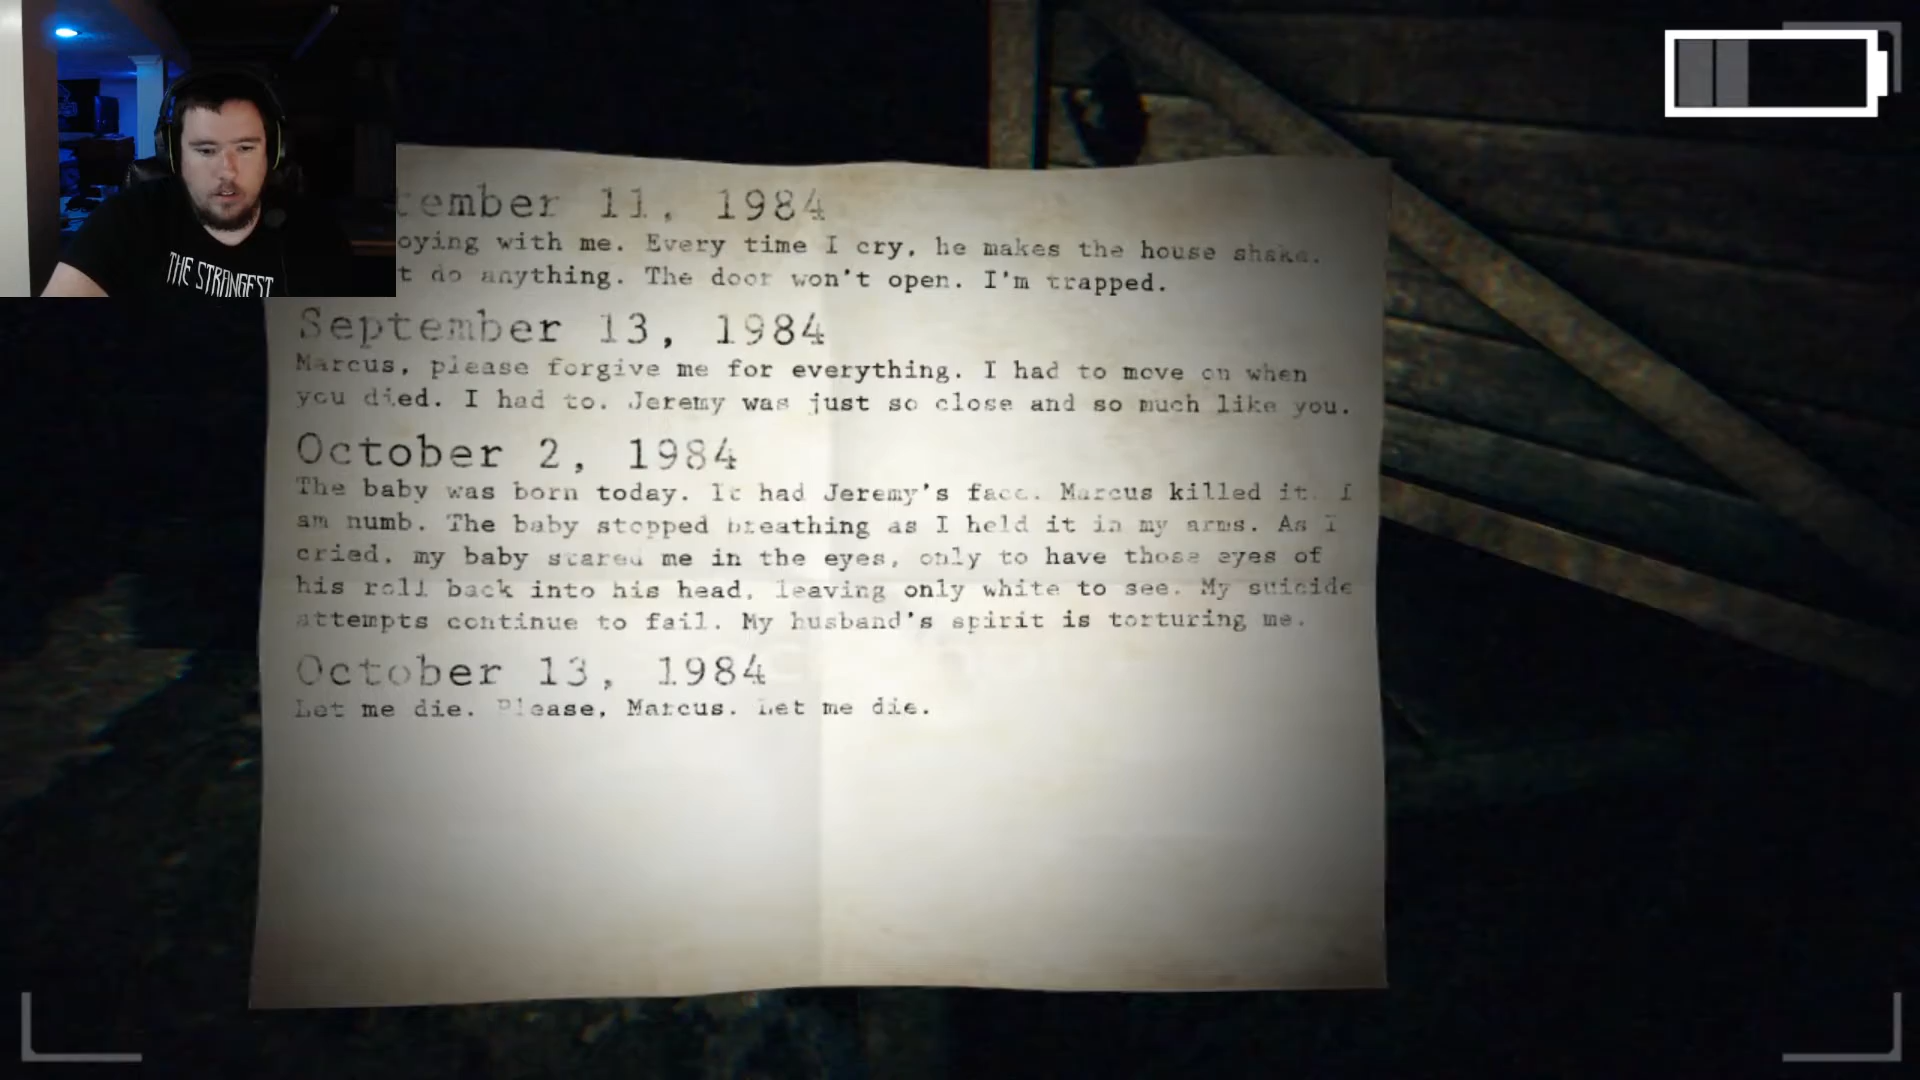 THE STRANGEST
tember 11, 1984
oying with me. Every time I cry, he makes the house shake.
t do anything. The door won't open. I'm trapped.
September 13, 1984
Marcus, please forgive me for everything. I had to move on when
you died. I had to. Jeremy was just so close and so much like you.
October 2, 1984
The baby was born today. It had Jeremy's face. Marcus killed it. I
am numb. The baby stopped breathing as I held it in my arms. As I
cried, my baby stared me in the eyes, only to have those eyes of
his roll back into his head, leaving only white to see. My suicide
attempts continue to fail. My husband's spirit is torturing me.
October 13, 1984
Let me die. Please, Marcus. Let me die.